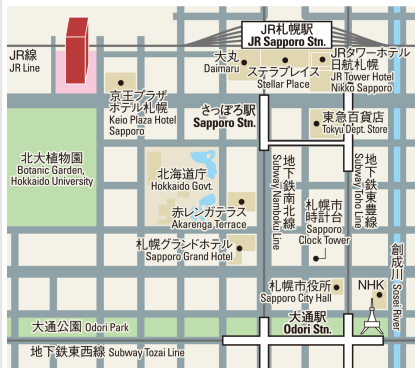 JR札幌駅
JR Sapporo Stn.
JR線
JR Line
大丸
Daimaru
ステラプレイス
Stellar Place
JRタワーホテル
日航札幌
JR Tower Hotel
Nikko Sapporo
京王プラザ
ホテル札幌
Keio Plaza Hotel
Sapporo
さっぽろ駅
Sapporo Stn.
東急百貨店
Tokyu Dept. Store
北大植物園
Botanic Garden,
Hokkaido University
北海道庁
Hokkaido Govt.
地下鉄南北線
Subway Namboku Line
地下鉄東豊線
Subway Toho Line
赤レンガテラス
Akarenga Terrace
札幌市
時計台
Sapporo
Clock Tower
札幌グランドホテル
Sapporo Grand Hotel
創成川
Sosei River
札幌市役所
Sapporo City Hall
NHK
大通公園 Odori Park
大通駅
Odori Stn.
地下鉄東西線 Subway Tozai Line